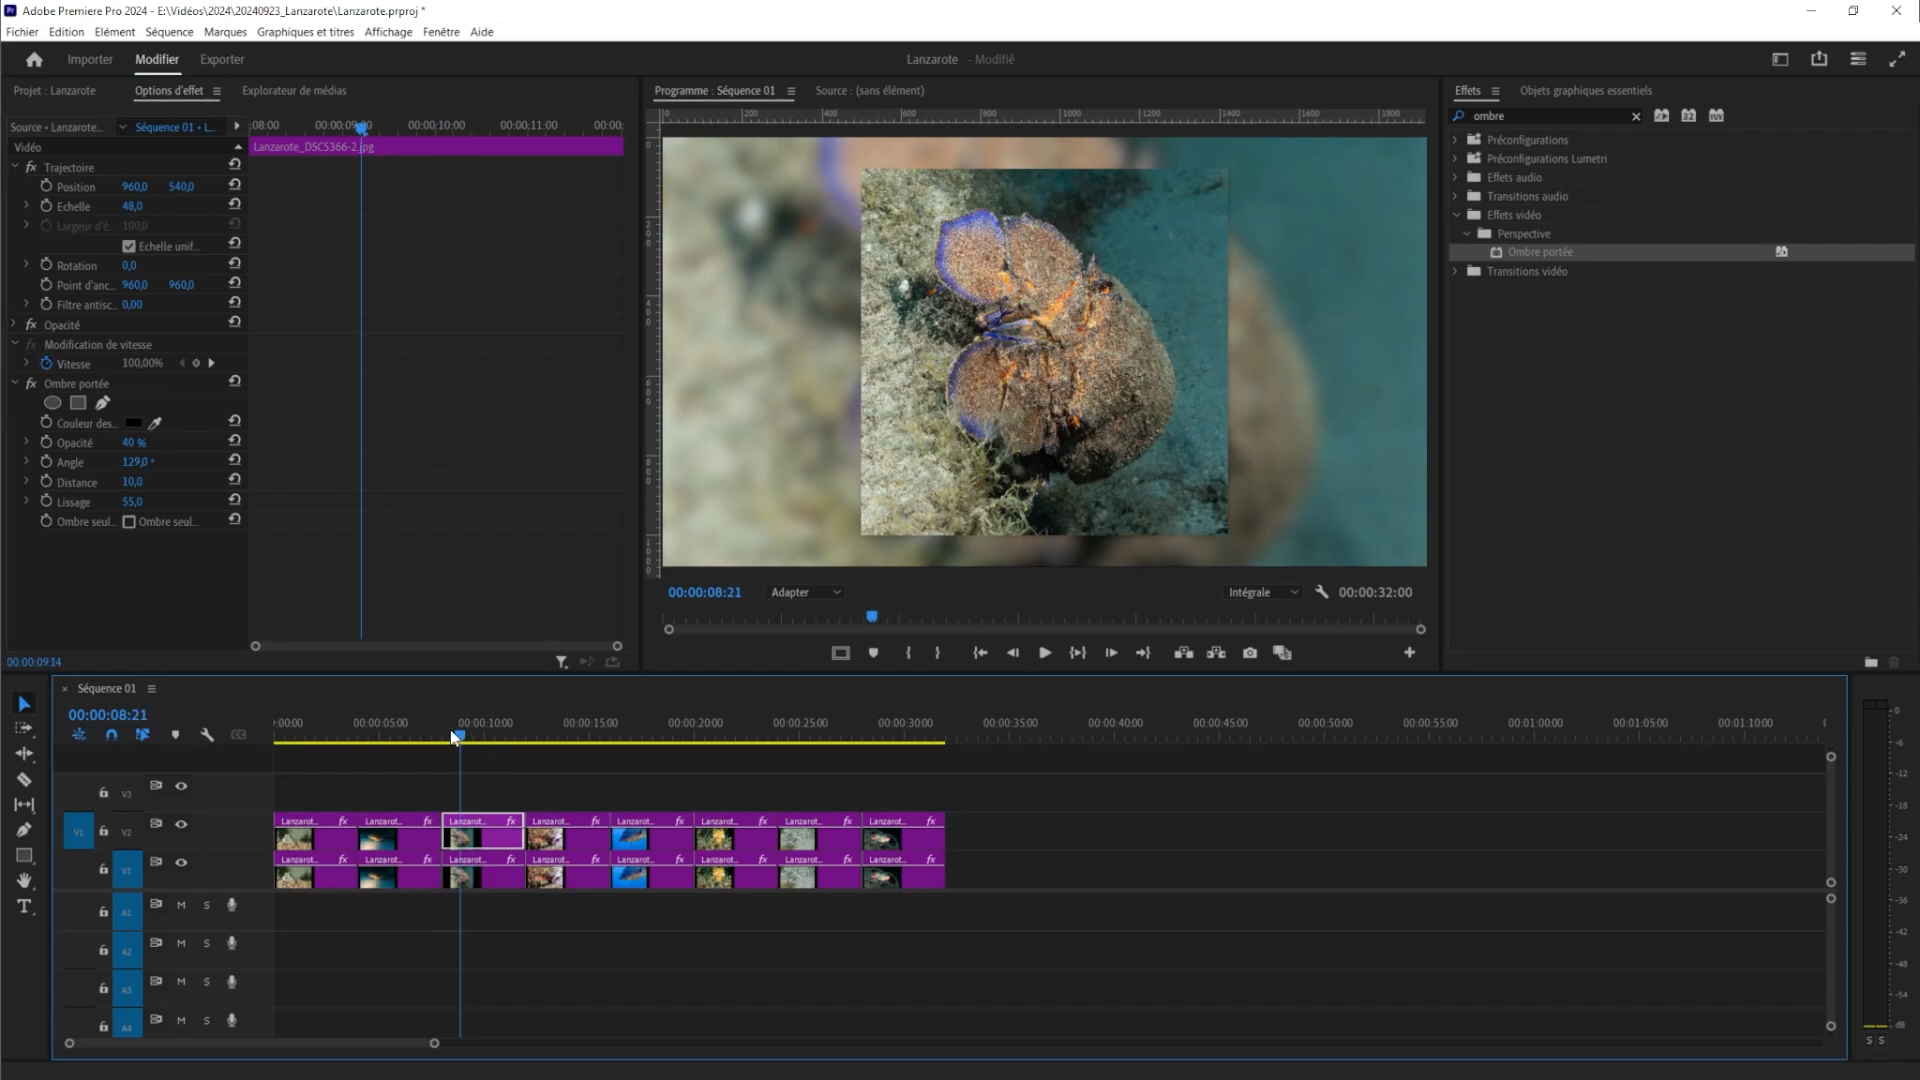 Adobe Premiere Pro 2024 - E:\Vidéos\2024\20240923_Lanzarote\Lanzarote.prproj *
Fichier Edition Elément Séquence Marques Graphiques et titres Affichage Fenêtre Aide
Importer Modifier Exporter
Lanzarote - Modifié
Projet : Lanzarote Options d'effet Explorateur de médias
Programme : Séquence 01 Source : (sans élément)
Effets Objets graphiques essentiels
Source • Lanzarote... Séquence 01 • L...
:08:00 00:00:09:00 00:00:10:00 00:00:11:00 00:00:
0 200 400 600 800 1000 1200 1400 1600 1800
ombre
Vidéo
Lanzarote_DSC5366-2.jpg
Trajectoire
Position 960,0 540,0
Echelle 48,0
Largeur d'é... 100,0
Echelle unif...
Rotation 0,0
Point d'anc... 960,0 960,0
Filtre antisc... 0,00
Opacité
Modification de vitesse
Vitesse 100,00%
Ombre portée
Couleur des...
Opacité 40 %
Angle 129,0 °
Distance 10,0
Lissage 55,0
Ombre seul... Ombre seul...
00:00:09:14
Préconfigurations
Préconfigurations Lumetri
Effets audio
Transitions audio
Effets vidéo
Perspective
Ombre portée
Transitions vidéo
00:00:08:21 Adapter Intégrale 00:00:32:00
Séquence 01
00:00:08:21
:00:00 00:00:05:00 00:00:10:00 00:00:15:00 00:00:20:00 00:00:25:00 00:00:30:00 00:00:35:00 00:00:40:00 00:00:45:00 00:00:50:00 00:00:55:00 00:01:00:00 00:01:05:00 00:01:10:00
V3
V1 V2 Lanzarot... fx Lanzarot... fx Lanzarot... fx Lanzarot... fx Lanzarot... fx Lanzarot... fx Lanzarot... fx Lanzarot... fx
V1 Lanzarot... fx Lanzarot... fx Lanzarot... fx Lanzarot... fx Lanzarot... fx Lanzarot... fx Lanzarot... fx Lanzarot... fx
A1 M S
A2 M S
A3 M S
A4 M S
0
-6
-12
-18
-24
-30
-36
-42
-48
-54
dB
S S